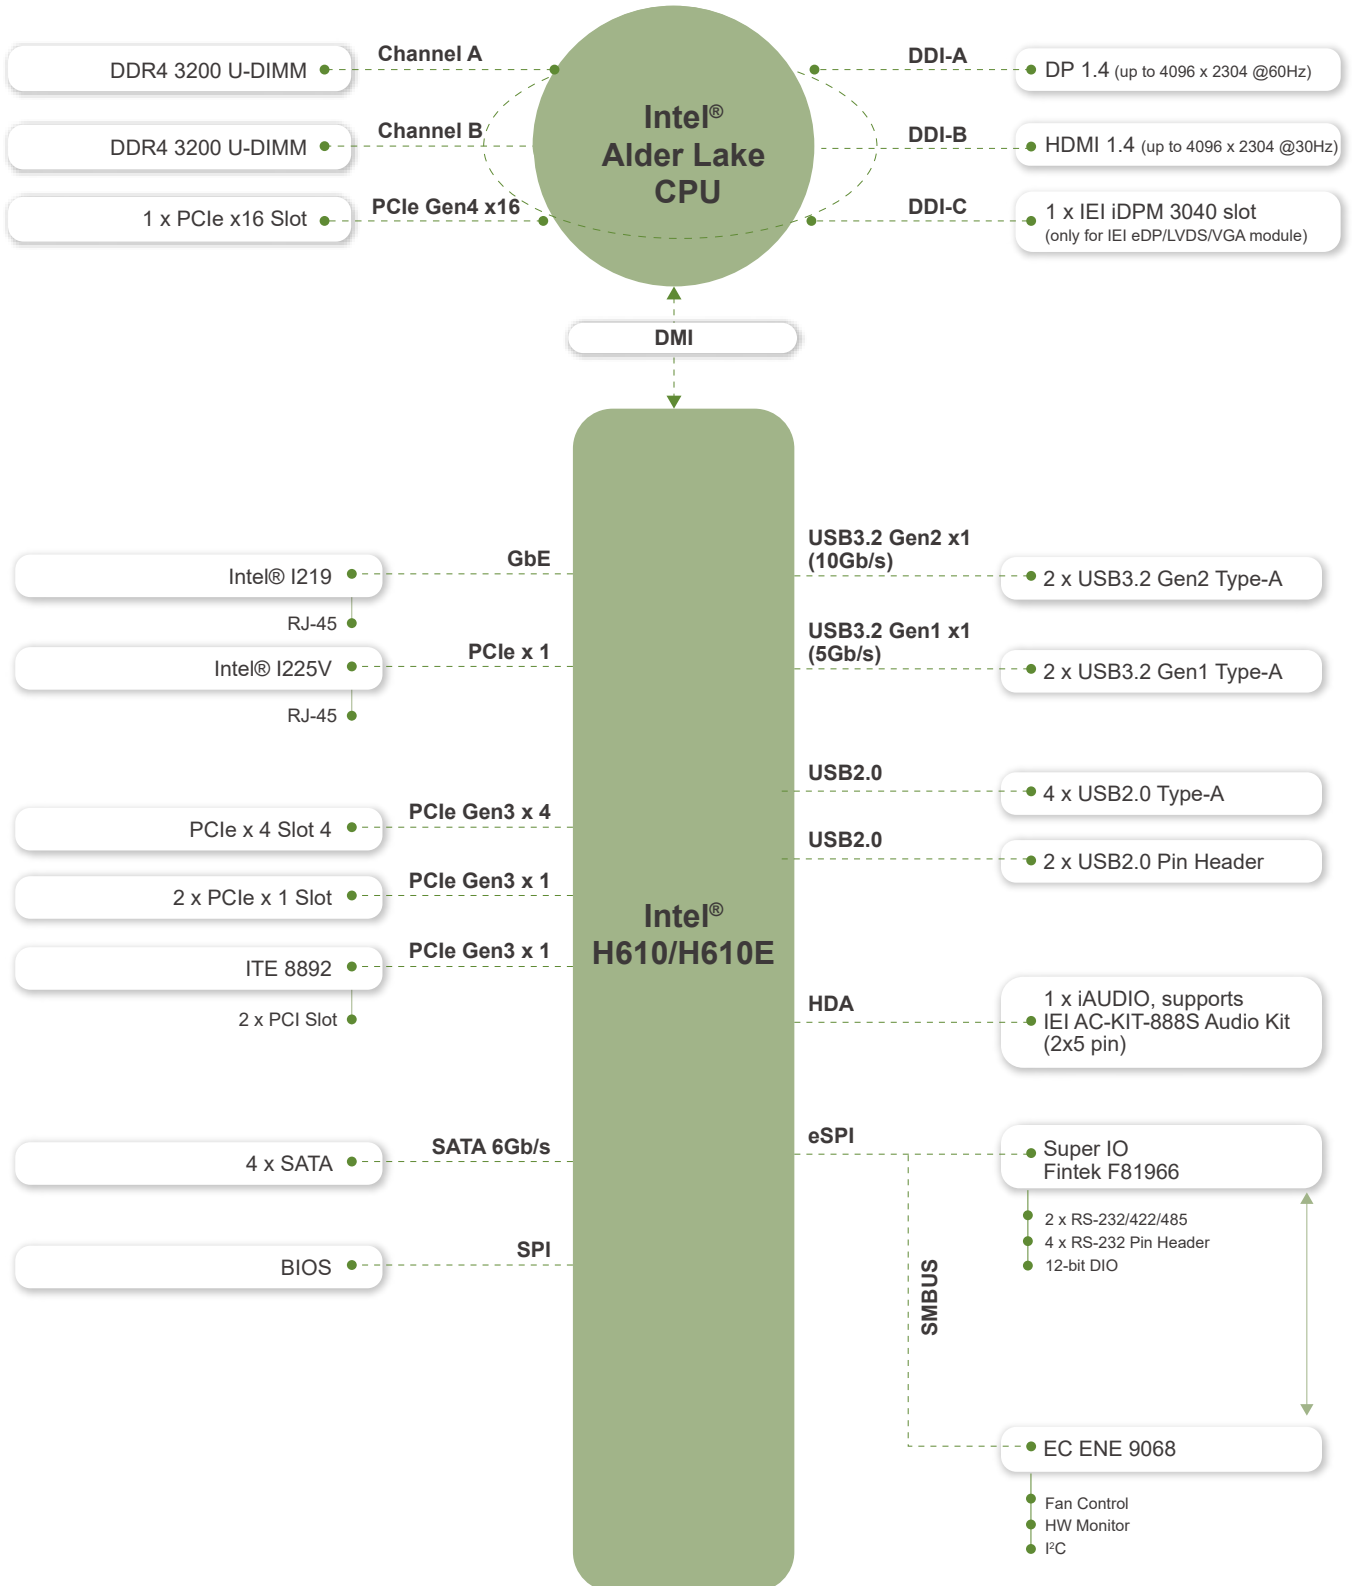 Channel A
DDR4 3200 U-DIMM
Channel B
DDR4 3200 U-DIMM
PCIe Gen4 x16
1 x PCIe x16 Slot
Intel®
Alder Lake
CPU
DDI-A
DP 1.4 (up to 4096 x 2304 @60Hz)
DDI-B
HDMI 1.4 (up to 4096 x 2304 @30Hz)
DDI-C
1 x IEI iDPM 3040 slot
(only for IEI eDP/LVDS/VGA module)
DMI
GbE
Intel® I219
RJ-45
PCIe x 1
Intel® I225V
RJ-45
PCIe Gen3 x 4
PCIe x 4 Slot 4
PCIe Gen3 x 1
2 x PCIe x 1 Slot
PCIe Gen3 x 1
ITE 8892
2 x PCI Slot
SATA 6Gb/s
4 x SATA
SPI
BIOS
Intel®
H610/H610E
USB3.2 Gen2 x1
(10Gb/s)
2 x USB3.2 Gen2 Type-A
USB3.2 Gen1 x1
(5Gb/s)
2 x USB3.2 Gen1 Type-A
USB2.0
4 x USB2.0 Type-A
USB2.0
2 x USB2.0 Pin Header
HDA
1 x iAUDIO, supports
IEI AC-KIT-888S Audio Kit
(2x5 pin)
eSPI
Super IO
Fintek F81966
2 x RS-232/422/485
4 x RS-232 Pin Header
12-bit DIO
SMBUS
EC ENE 9068
Fan Control
HW Monitor
I²C